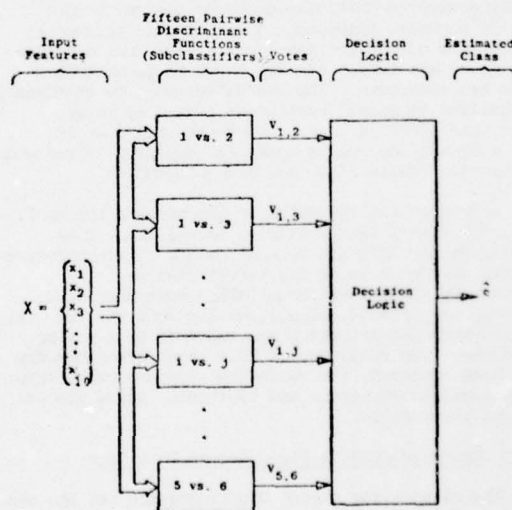 Input
Features
Fifteen Pairwise
Discriminant
Functions
(Subclassifiers)
Votes
Decision
Logic
Estimated
Class
1 vs. 2
V1,2
1 vs. 3
V1,3
X =
x1
x2
x3
x10
Decision
Logic
ĉ
1 vs. j
V1,j
5 vs. 6
V5,6